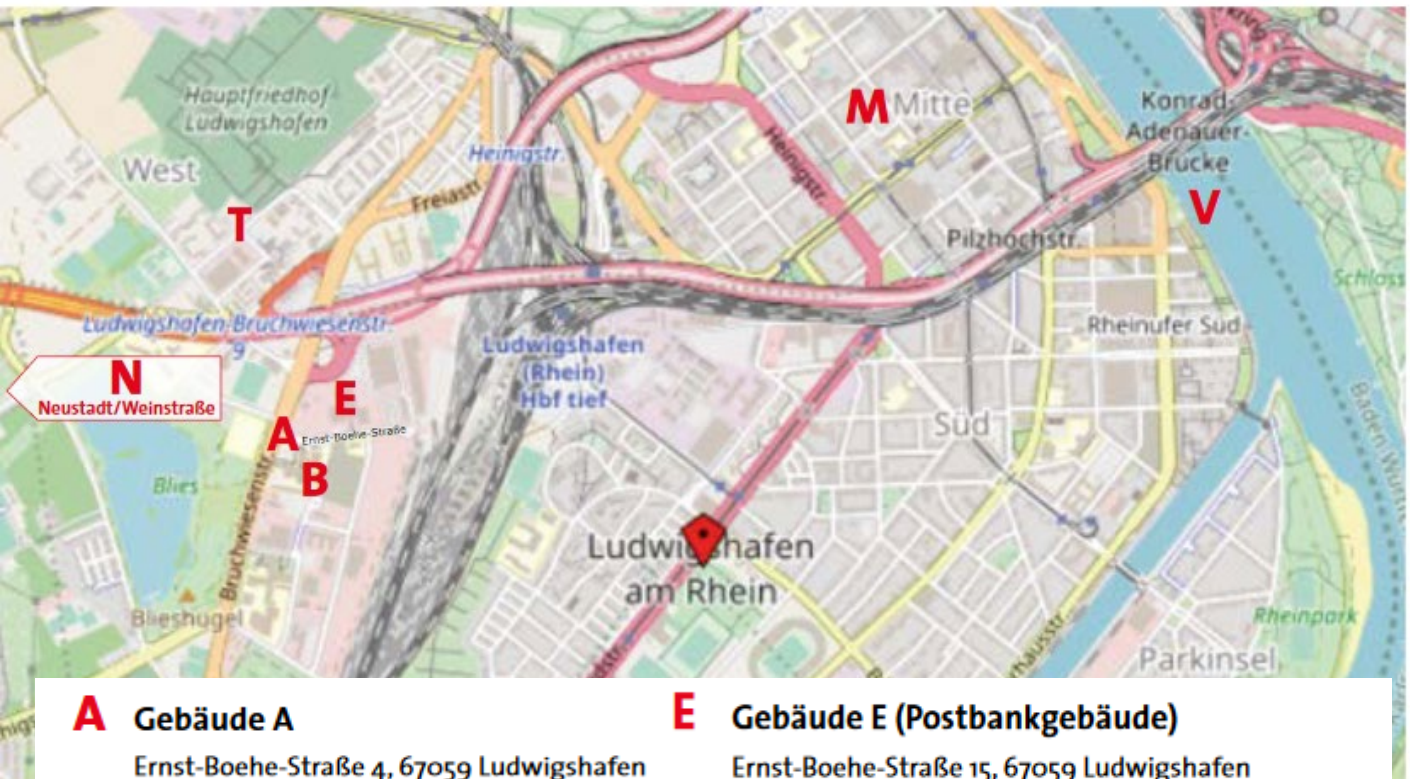 Hauptfriedhof
Ludwigshafen
West
T
Heinigstr.
Freiastr
M Mitte
Heinigstr.
Konrad-
Adenauer-
Brücke
V
Pilzhochstr.
Schloss
Ludwigshafen-Bruchwiesenstr.
9
N
Neustadt/Weinstraße
E
A Ernst-Boehe-Straße
B
Ludwigshafen
(Rhein)
Hbf tief
Rheinufer Süd
Süd
Blies
Bruchwiesenstr.
Blieshügel
Ludwigshafen
am Rhein
Rheinpark
Parkinsel
A Gebäude A
Ernst-Boehe-Straße 4, 67059 Ludwigshafen
E Gebäude E (Postbankgebäude)
Ernst-Boehe-Straße 15, 67059 Ludwigshafen